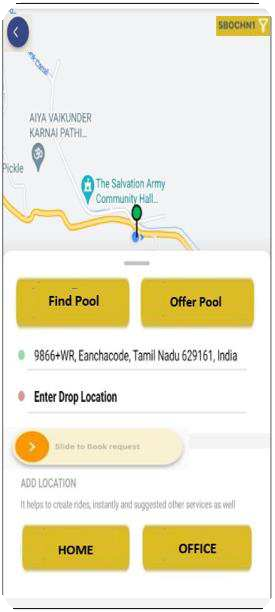 SBOCHN1
AIYA VAIKUNDER
KARNAI PATHI...
Pickle
The Salvation Army
Community Hall...
Find Pool
Offer Pool
9866+WR, Eanchacode, Tamil Nadu 629161, India
Enter Drop Location
Slide to Book request
ADD LOCATION
It helps to create rides, instantly and suggested other services as well
HOME
OFFICE